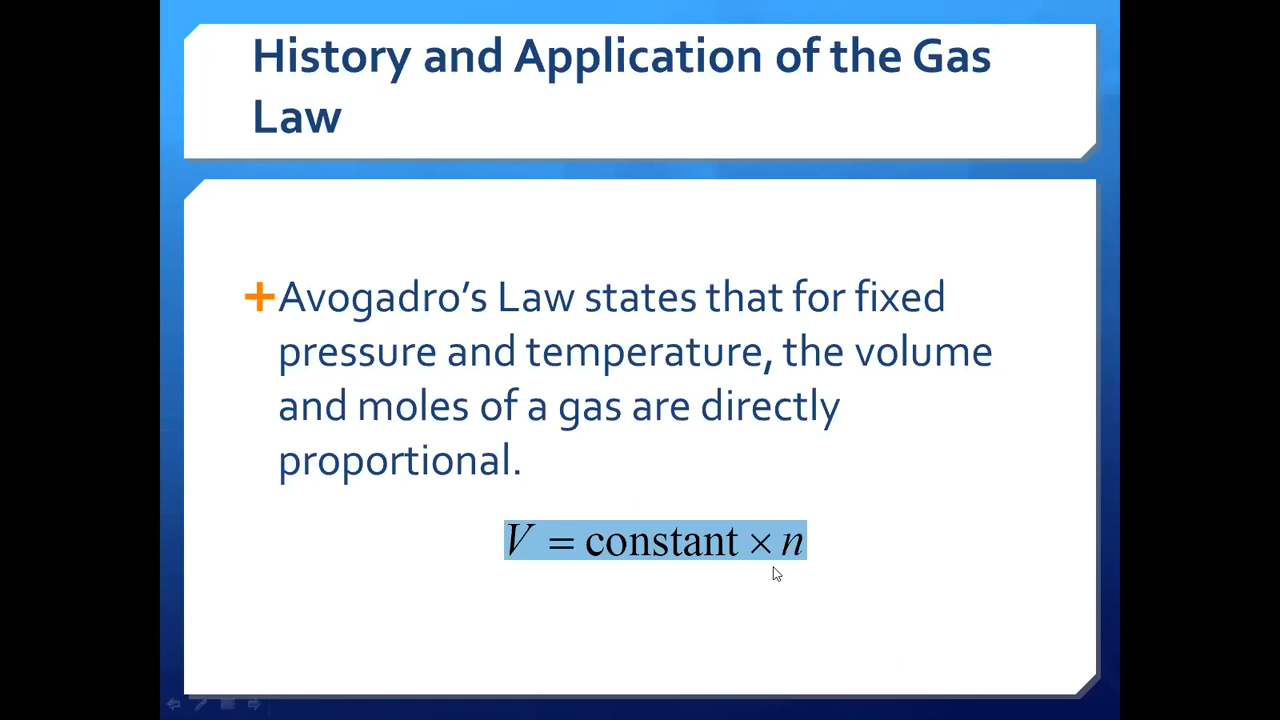 History and Application of the Gas
Law
+Avogadro’s Law states that for fixed
pressure and temperature, the volume
and moles of a gas are directly
proportional.
V = constant × n